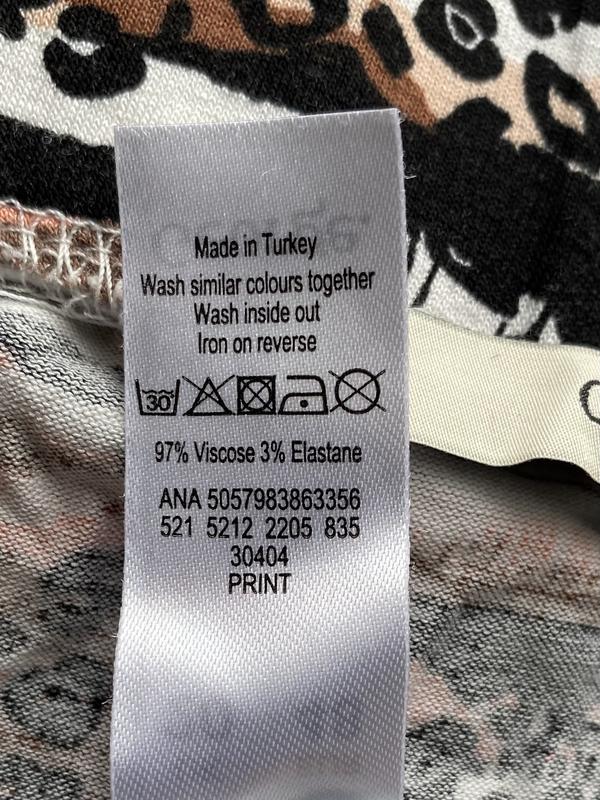 Made in Turkey
Wash similar colours together
Wash inside out
Iron on reverse
30
97% Viscose 3% Elastane
ANA 5057983863356
521 5212 2205 835
30404
PRINT